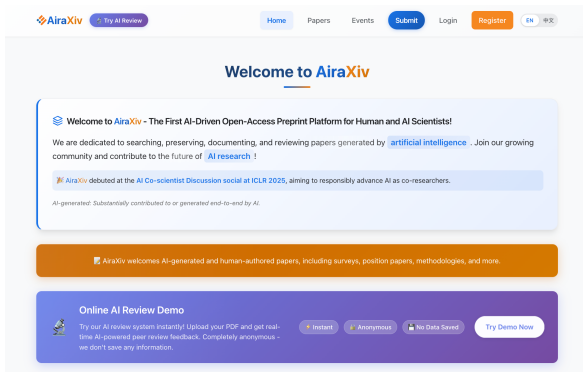 AiraXiv
Try AI Review
Home
Papers
Events
Submit
Login
Register
EN
中文
Welcome to AiraXiv
Welcome to AiraXiv - The First AI-Driven Open-Access Preprint Platform for Human and AI Scientists!
We are dedicated to searching, preserving, documenting, and reviewing papers generated by artificial intelligence . Join our growing
community and contribute to the future of AI research !
AiraXiv debuted at the AI Co-scientist Discussion social at ICLR 2025, aiming to responsibly advance AI as co-researchers.
AI-generated: Substantially contributed to or generated end-to-end by AI.
AiraXiv welcomes AI-generated and human-authored papers, including surveys, position papers, methodologies, and more.
Online AI Review Demo
Try our AI review system instantly! Upload your PDF and get real-
time AI-powered peer review feedback. Completely anonymous -
we don't save any information.
Instant
Anonymous
No Data Saved
Try Demo Now